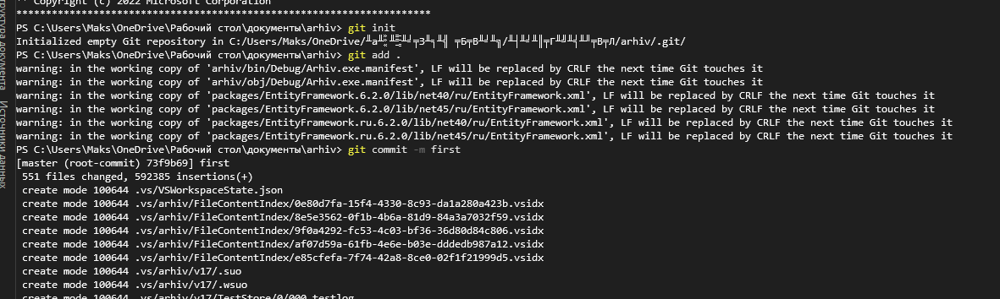 ** Copyright (c) 2022 Microsoft Corporation
**********************************************************************
PS C:\Users\Maks\OneDrive\Рабочий стол\документы\arhiv> git init
Initialized empty Git repository in C:/Users/Maks/OneDrive/
/arhiv/.git/
PS C:\Users\Maks\OneDrive\Рабочий стол\документы\arhiv> git add .
warning: in the working copy of 'arhiv/bin/Debug/Arhiv.exe.manifest', LF will be replaced by CRLF the next time Git touches it
warning: in the working copy of 'arhiv/obj/Debug/Arhiv.exe.manifest', LF will be replaced by CRLF the next time Git touches it
warning: in the working copy of 'packages/EntityFramework.6.2.0/lib/net40/ru/EntityFramework.xml', LF will be replaced by CRLF the next time Git touches it
warning: in the working copy of 'packages/EntityFramework.6.2.0/lib/net45/ru/EntityFramework.xml', LF will be replaced by CRLF the next time Git touches it
warning: in the working copy of 'packages/EntityFramework.ru.6.2.0/lib/net40/ru/EntityFramework.xml', LF will be replaced by CRLF the next time Git touches it
warning: in the working copy of 'packages/EntityFramework.ru.6.2.0/lib/net45/ru/EntityFramework.xml', LF will be replaced by CRLF the next time Git touches it
PS C:\Users\Maks\OneDrive\Рабочий стол\документы\arhiv> git commit -m first
[master (root-commit) 73f9b69] first
551 files changed, 592385 insertions(+)
create mode 100644 .vs/VSWorkspaceState.json
create mode 100644 .vs/arhiv/FileContentIndex/0e80d7fa-15f4-4330-8c93-da1a280a423b.vsidx
create mode 100644 .vs/arhiv/FileContentIndex/8e5e3562-0f1b-4b6a-81d9-84a3a7032f59.vsidx
create mode 100644 .vs/arhiv/FileContentIndex/9f0a4292-fc53-4c03-bf36-36d80d84c806.vsidx
create mode 100644 .vs/arhiv/FileContentIndex/af07d59a-61fb-4e6e-b03e-dddedb987a12.vsidx
create mode 100644 .vs/arhiv/FileContentIndex/e85cfefa-7f74-42a8-8ce0-02f1f21999d5.vsidx
create mode 100644 .vs/arhiv/v17/.suo
create mode 100644 .vs/arhiv/v17/.wsuo
create mode 100644 .vs/arhiv/v17/TestStore/0/000.testlog
документа
Источники данных